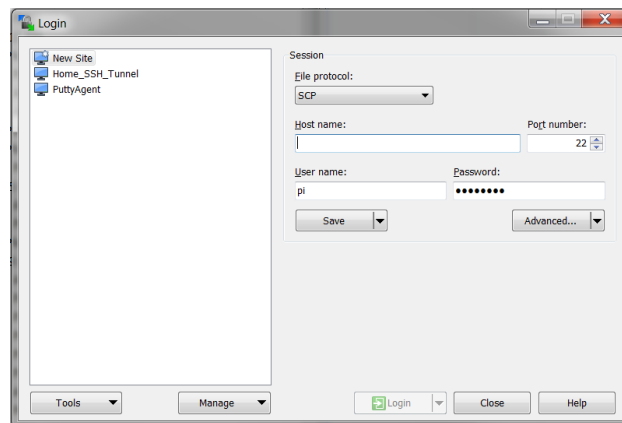 Login
New Site
Home_SSH_Tunnel
PuttyAgent
Session
File protocol:
SCP
Host name:
Port number:
22
User name:
Password:
pi
●●●●●●●●
Save
Advanced...
Tools
Manage
Login
Close
Help